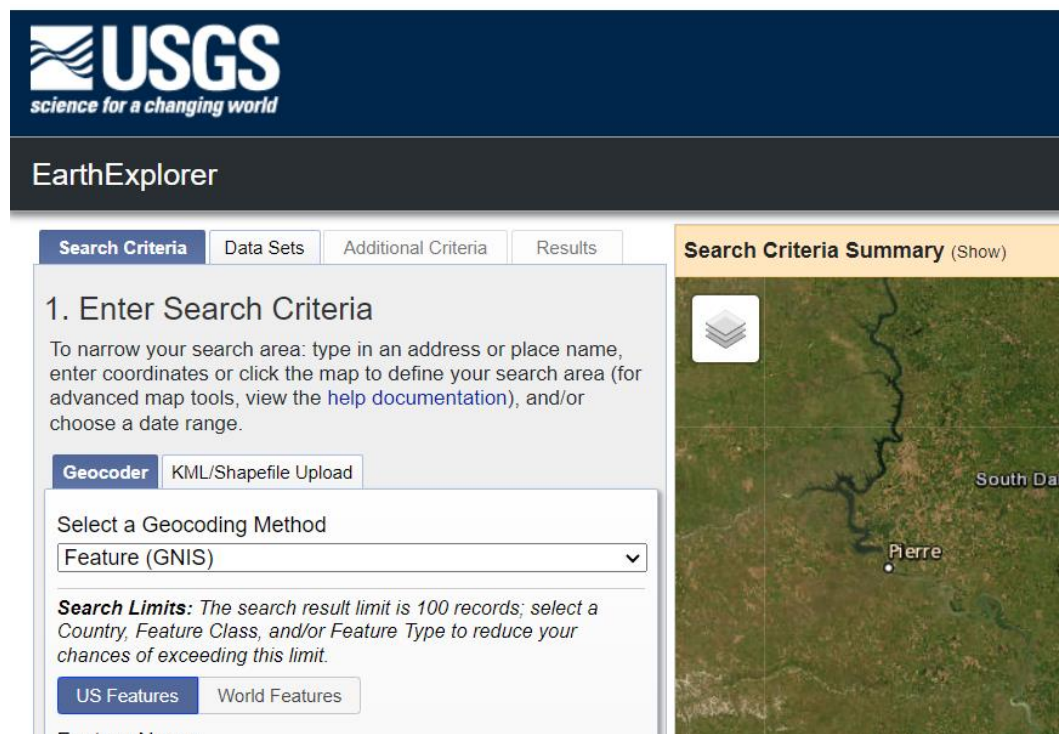 USGS
science for a changing world
EarthExplorer
Search Criteria Data Sets Additional Criteria Results
1. Enter Search Criteria
To narrow your search area: type in an address or place name,
enter coordinates or click the map to define your search area (for
advanced map tools, view the help documentation), and/or
choose a date range.
Geocoder KML/Shapefile Upload
Select a Geocoding Method
Feature (GNIS)
Search Limits: The search result limit is 100 records; select a
Country, Feature Class, and/or Feature Type to reduce your
chances of exceeding this limit.
US Features World Features
Search Criteria Summary (Show)
South Da
Pierre